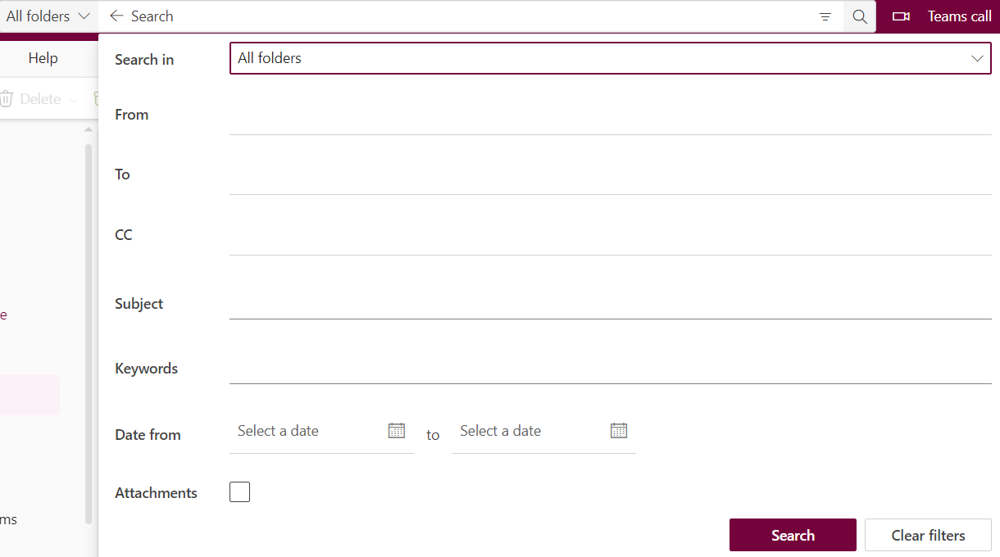 All folders
Search
Teams call
Help
Delete
Search in
All folders
From
To
CC
Subject
e
Keywords
Date from Select a date to Select a date
Attachments
ms
Search Clear filters